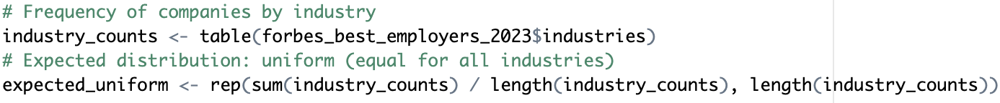 # Frequency of companies by industry
industry_counts <- table(forbes_best_employers_2023$industries)
# Expected distribution: uniform (equal for all industries)
expected_uniform <- rep(sum(industry_counts) / length(industry_counts), length(industry_counts))